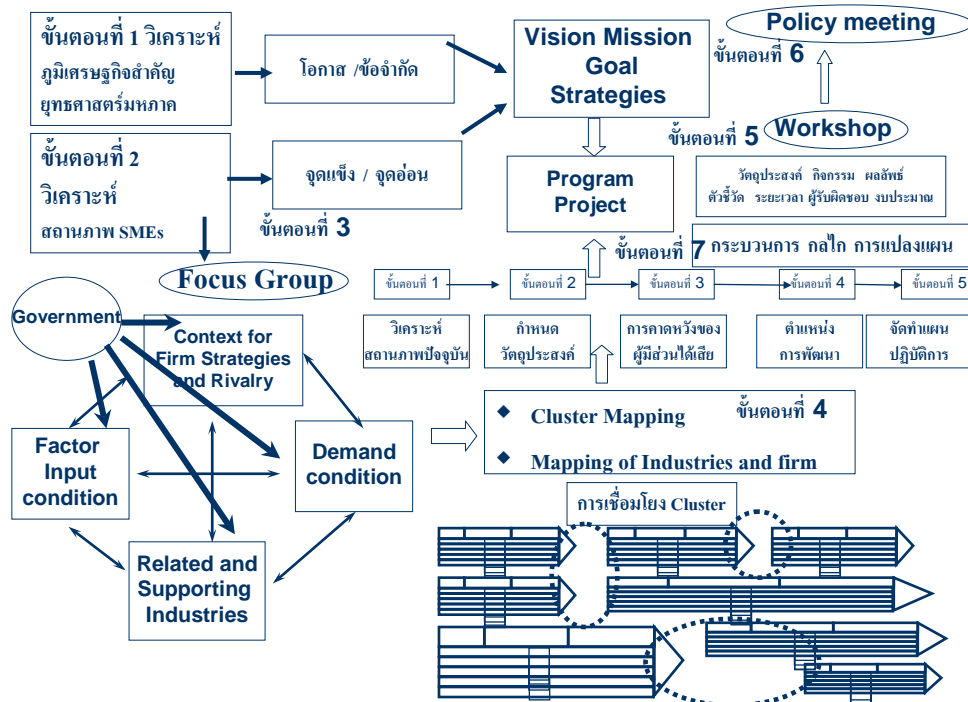 ขั้นตอนที่ 1 วิเคราะห์
ภูมิเศรษฐกิจสำคัญ
ยุทธศาสตร์มหภาค
โอกาส /ข้อจำกัด
Vision Mission
Goal
Strategies
Policy meeting
ขั้นตอนที่ 6
ขั้นตอนที่ 2
วิเคราะห์
สถานภาพ SMEs
จุดแข็ง / จุดอ่อน
ขั้นตอนที่ 3
Program
Project
ขั้นตอนที่ 5
Workshop
วัตถุประสงค์ กิจกรรม ผลลัพธ์
ตัวชี้วัด ระยะเวลา ผู้รับผิดชอบ งบประมาณ
ขั้นตอนที่ 7
กระบวนการ กลไก การแปลงแผน
Focus Group
ขั้นตอนที่ 1
ขั้นตอนที่ 2
ขั้นตอนที่ 3
ขั้นตอนที่ 4
ขั้นตอนที่ 5
วิเคราะห์
สถานภาพปัจจุบัน
กำหนด
วัตถุประสงค์
การคาดหวังของ
ผู้มีส่วนได้เสีย
ตำแหน่ง
การพัฒนา
จัดทำแผน
ปฏิบัติการ
Government
Context for
Firm Strategies
and Rivalry
Factor
Input
condition
Demand
condition
Related and
Supporting
Industries
◆ Cluster Mapping
ขั้นตอนที่ 4
◆ Mapping of Industries and firm
การเชื่อมโยง Cluster